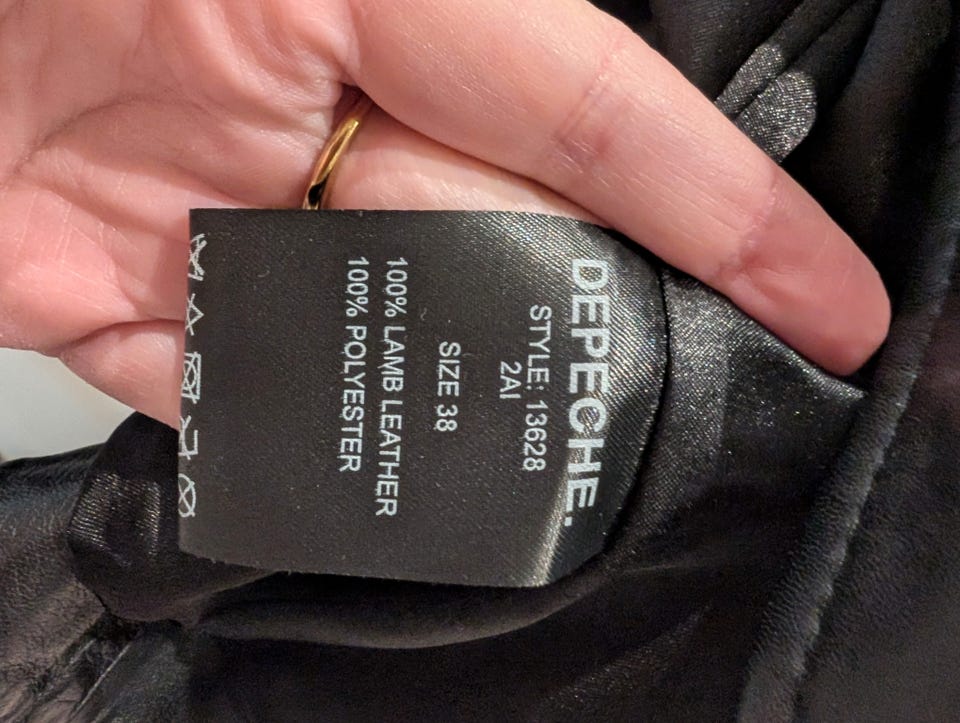 DEPECHE.
STYLE: 13628
2AI
SIZE 38
100% LAMB LEATHER
100% POLYESTER